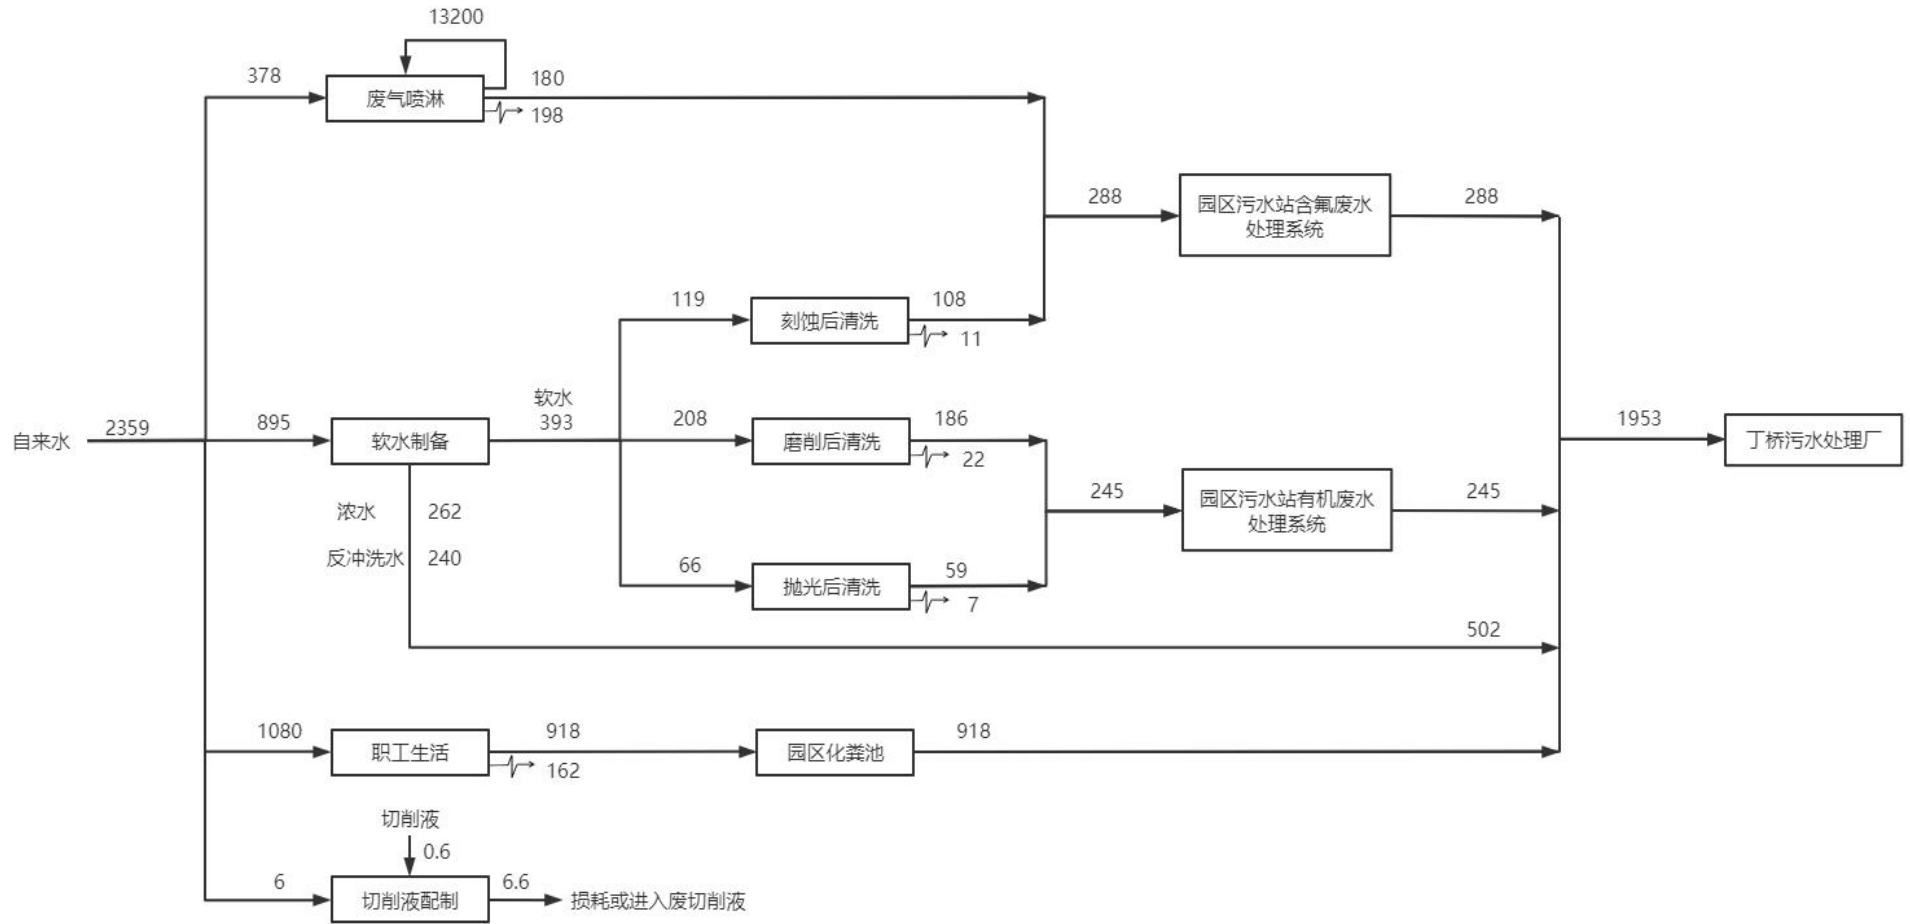 13200
378
废气喷淋
180
198
288
园区污水站含氟废水
处理系统
288
119
刻蚀后清洗
108
11
自来水
2359
895
软水制备
软水
393
208
磨削后清洗
186
22
1953
丁桥污水处理厂
245
园区污水站有机废水
处理系统
245
浓水
262
反冲洗水
240
66
抛光后清洗
59
7
502
1080
职工生活
918
162
园区化粪池
918
切削液
0.6
6
切削液配制
6.6
损耗或进入废切削液